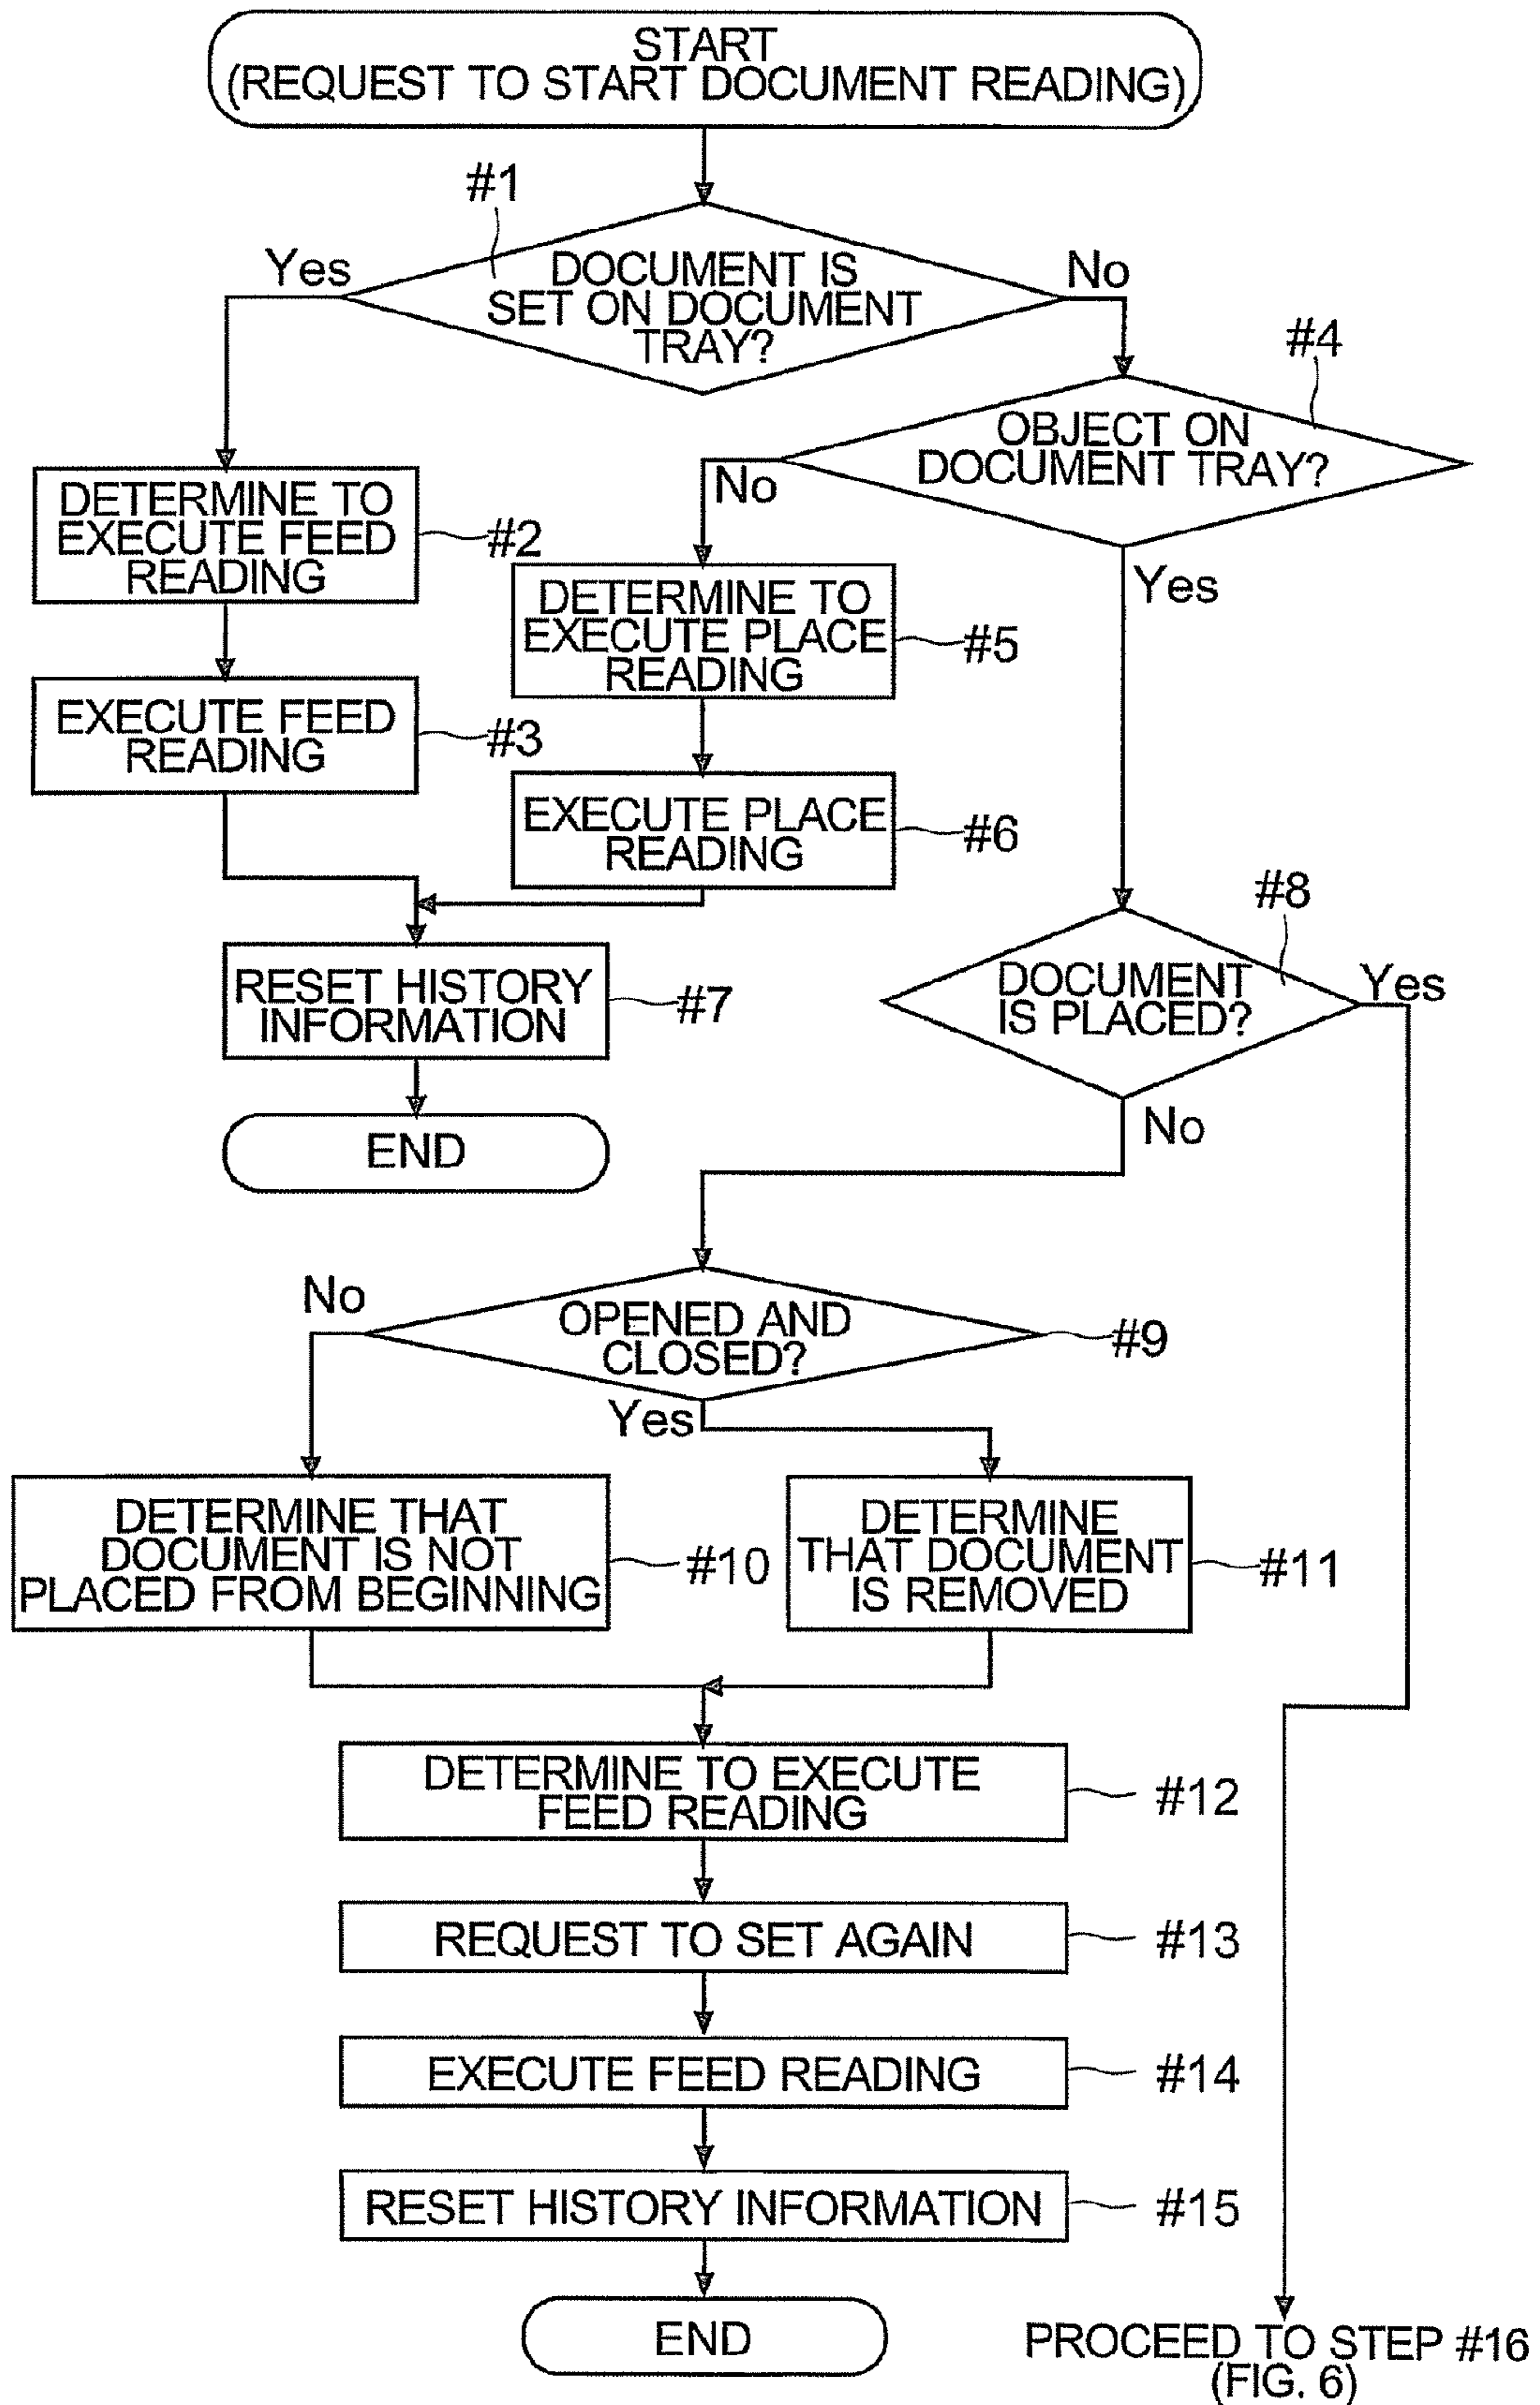 START
(REQUEST TO START DOCUMENT READING)
#1
Yes
DOCUMENT IS
SET ON DOCUMENT
TRAY?
No
#4
OBJECT ON
DOCUMENT TRAY?
No
Yes
DETERMINE TO
EXECUTE FEED
READING
#2
DETERMINE TO
EXECUTE PLACE
READING
#5
EXECUTE FEED
READING
#3
EXECUTE PLACE
READING
#6
#8
RESET HISTORY
INFORMATION
#7
DOCUMENT
IS PLACED?
Yes
No
END
No
OPENED AND
CLOSED?
#9
Yes
DETERMINE THAT
DOCUMENT IS NOT
PLACED FROM BEGINNING
#10
DETERMINE
THAT DOCUMENT
IS REMOVED
#11
DETERMINE TO EXECUTE
FEED READING
#12
REQUEST TO SET AGAIN
#13
EXECUTE FEED READING
#14
RESET HISTORY INFORMATION
#15
END
PROCEED TO STEP #16
(FIG. 6)